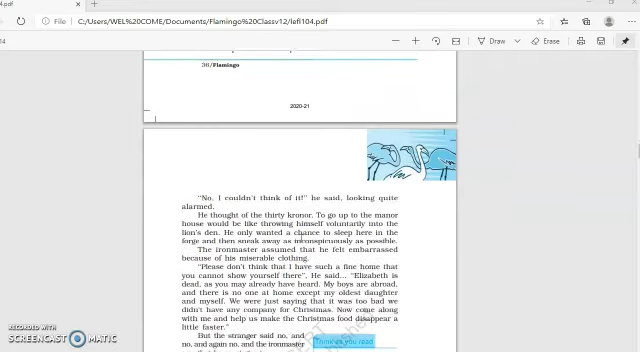 4.pdf
File
C:/Users/WEL%20COME/Documents/Flamingo%20Classv12/lefl104.pdf
14
Draw
Erase
36/Flamingo
2020-21
"No, I couldn't think of it!" he said, looking quite
alarmed.
He thought of the thirty kronor. To go up to the manor
house would be like throwing himself voluntarily into the
lion's den. He only wanted a chance to sleep here in the
forge and then sneak away as inconspicuously as possible.
The ironmaster assumed that he felt embarrassed
because of his miserable clothing.
"Please don't think that I have such a fine home that
you cannot show yourself there", He said... "Elizabeth is
dead, as you may already have heard. My boys are abroad,
and there is no one at home except my oldest daughter
and myself. We were just saying that it was too bad we
didn't have any company for Christmas. Now come along
with me and help us make the Christmas food disappear a
little faster."
But the stranger said no, and
no, and again no, and the ironmaster
Think as you read
RECORDED WITH
SCREENCAST MATIC